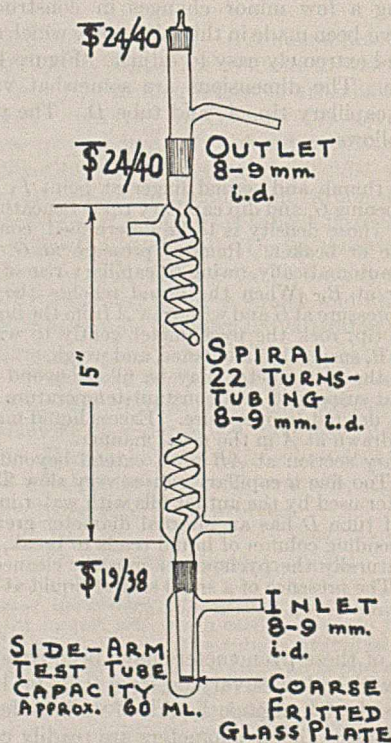 $ 24/40
$ 24/40
OUTLET
8-9 mm.
i.d.
15"
SPIRAL
22 TURNS-
TUBING
8-9 mm. i.d.
$ 19/38
INLET
8-9 mm.
i.d.
SIDE-ARM
TEST TUBE
CAPACITY
APPROX. 60 ML.
COARSE
FRITTED
GLASS PLATE